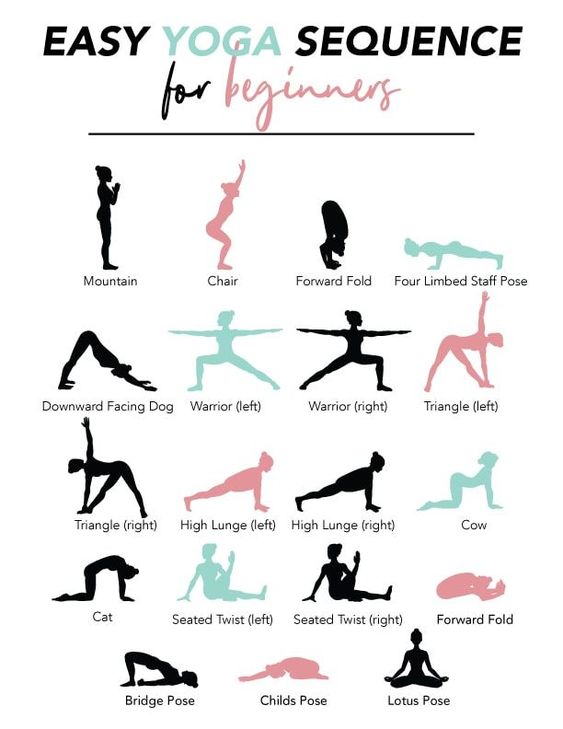 EASY YOGA SEQUENCE
for beginners
Mountain
Chair
Forward Fold
Four Limbed Staff Pose
Downward Facing Dog
Warrior (left)
Warrior (right)
Triangle (left)
Triangle (right)
High Lunge (left)
High Lunge (right)
Cow
Cat
Seated Twist (left)
Seated Twist (right)
Forward Fold
Bridge Pose
Childs Pose
Lotus Pose